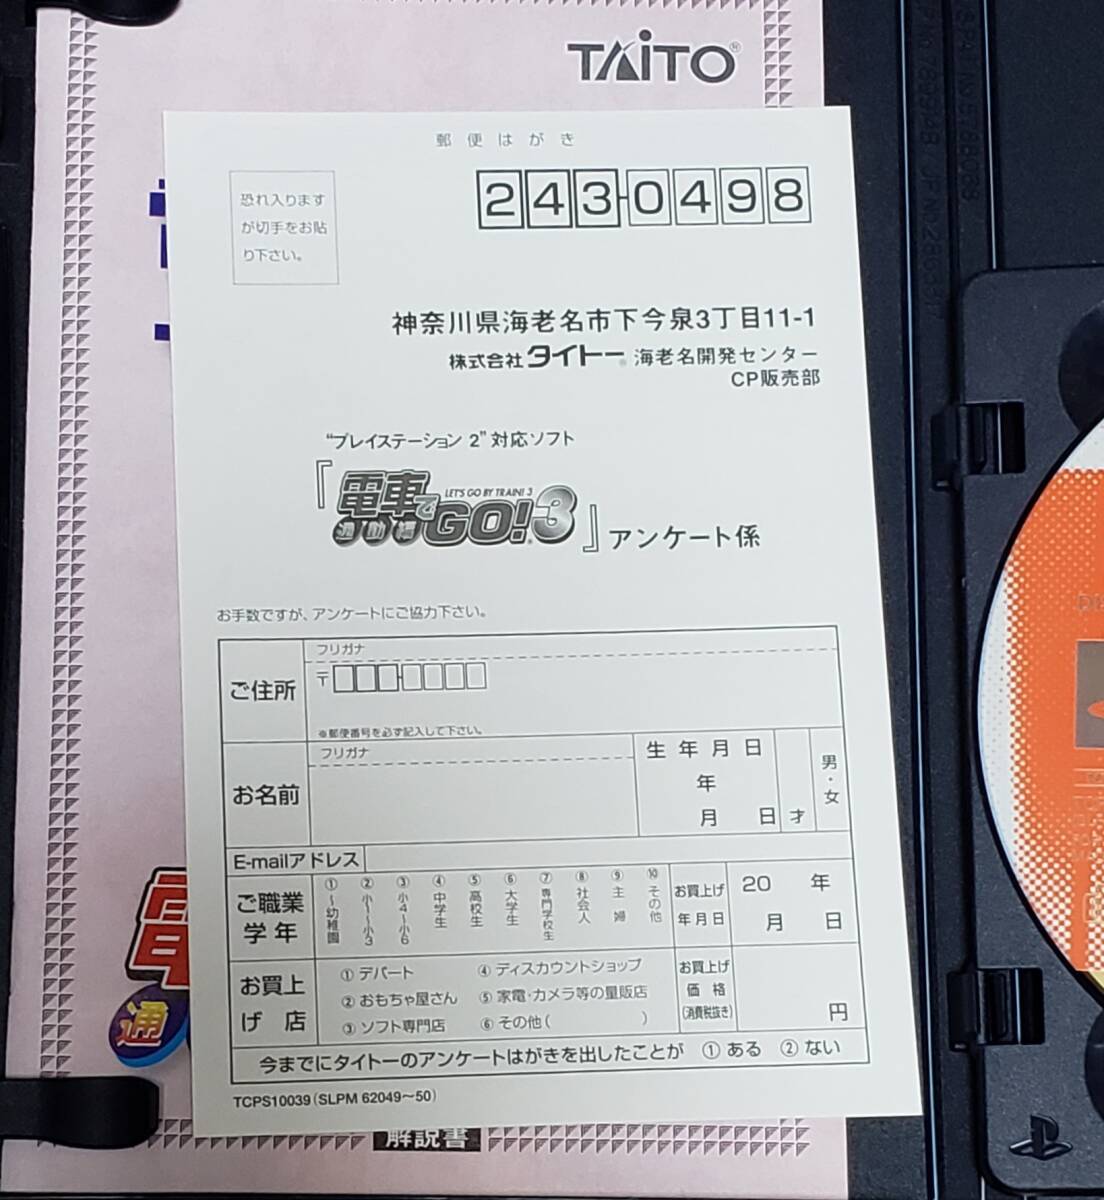 TAITO®
郵便はがき
恐れ入ります
が切手をお貼
り下さい。
243-0498
神奈川県海老名市下今泉3丁目11-1
株式会社タイトー® 海老名開発センター
CP販売部
“プレイステーション 2”対応ソフト
『電車でGO!3 通勤編 LET'S GO BY TRAIN! 3』アンケート係
お手数ですが、アンケートにご協力下さい。
ご住所
フリガナ
〒
※郵便番号を必ず記入して下さい。
お名前
フリガナ
生年月日
年
月 日
才
男・女
E-mailアドレス
ご職業
学年
①〜幼稚園
②小1〜小3
③小4〜小6
④中学生
⑤高校生
⑥大学生
⑦専門学校生
⑧社会人
⑨主婦
⑩その他
お買上げ
年月日
20 年
月 日
お買上
げ店
①デパート
②おもちゃ屋さん
③ソフト専門店
④ディスカウントショップ
⑤家電・カメラ等の量販店
⑥その他( )
お買上げ
価格
(消費税抜き)
円
今までにタイトーのアンケートはがきを出したことが ①ある ②ない
TCPS10039(SLPM 62049〜50)
通
解説書